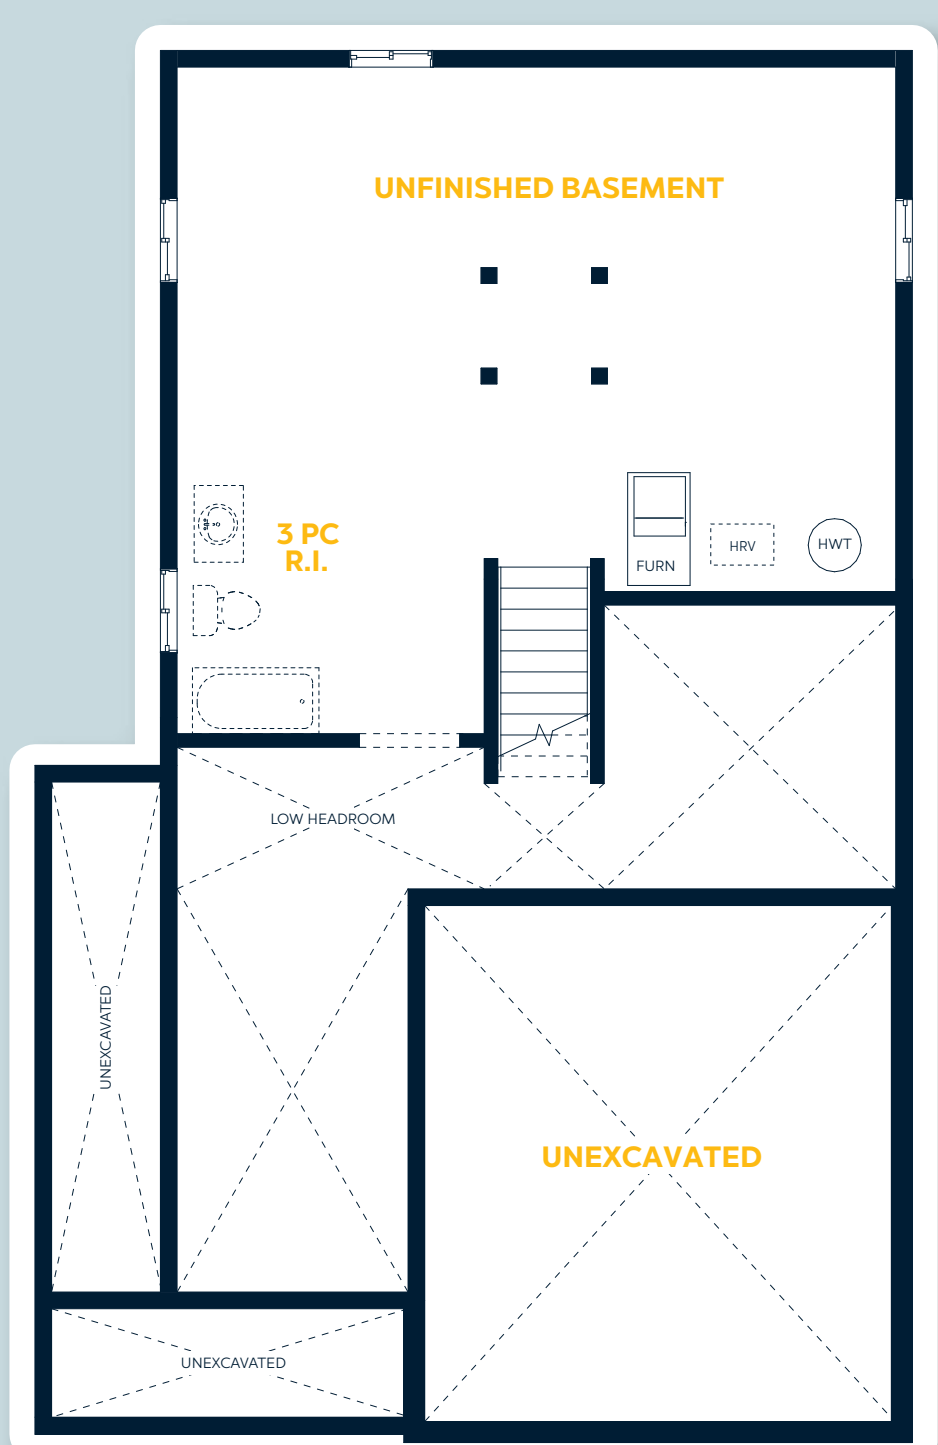 UNFINISHED BASEMENT
3 PC
R.I.
FURN
HRV
HWT
LOW HEADROOM
UNEXCAVATED
UNEXCAVATED
UNEXCAVATED